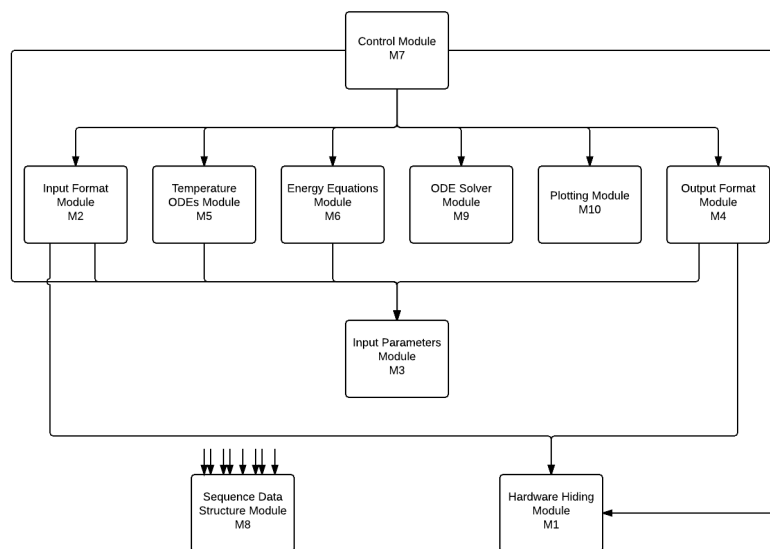 Control Module
M7
Input Format
Module
M2
Temperature
ODEs Module
M5
Energy Equations
Module
M6
ODE Solver
Module
M9
Plotting Module
M10
Output Format
Module
M4
Input Parameters
Module
M3
Sequence Data
Structure Module
M8
Hardware Hiding
Module
M1